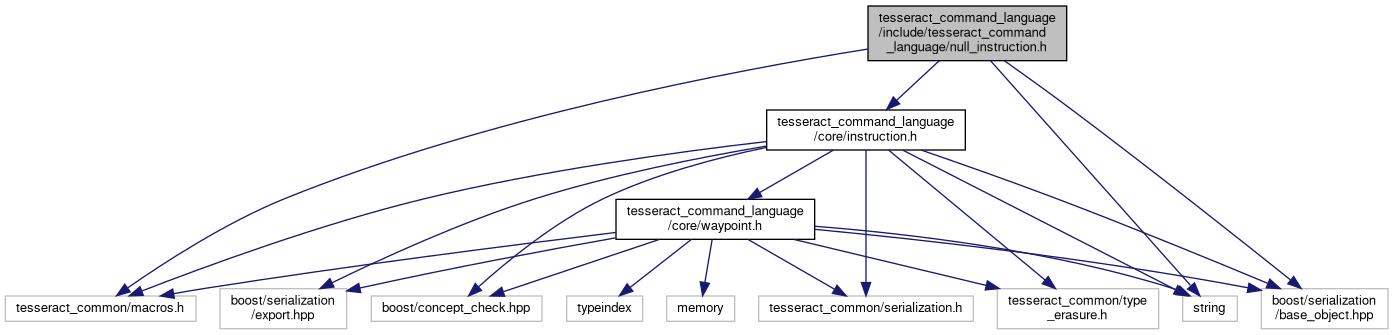 tesseract_command_language
/include/tesseract_command
_language/null_instruction.h
tesseract_command_language
/core/instruction.h
tesseract_command_language
/core/waypoint.h
tesseract_common/macros.h
boost/serialization
/export.hpp
boost/concept_check.hpp
typeindex
memory
tesseract_common/serialization.h
tesseract_common/type
_erasure.h
string
boost/serialization
/base_object.hpp